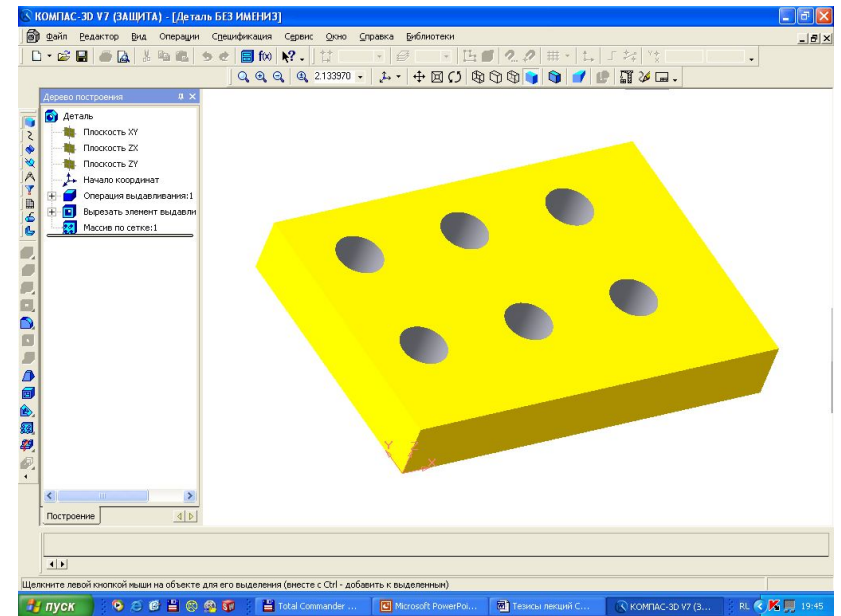 КОМПАС-3D V7 (ЗАЩИТА) - [Деталь БЕЗ ИМЕНИ3]
Файл Редактор Вид Операции Спецификация Сервис Окно Справка Библиотеки
2.133970
Дерево построения
Деталь
Плоскость XY
Плоскость ZX
Плоскость ZY
Начало координат
Операция выдавливания:1
Вырезать элемент выдавли
Массив по сетке:1
Y Z X
Построение
Щелкните левой кнопкой мыши на объекте для его выделения (вместе с Ctrl - добавить к выделенным)
пуск Total Commander ... Microsoft PowerPoi... Тезисы лекций С... КОМПАС-3D V7 (З... RL 19:45